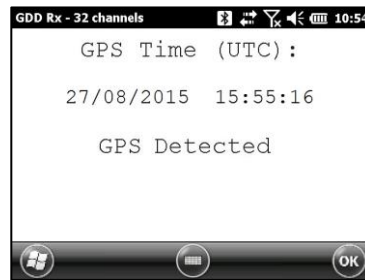 GDD Rx - 32 channels 10:54
GPS Time (UTC):
27/08/2015 15:55:16
GPS Detected
OK